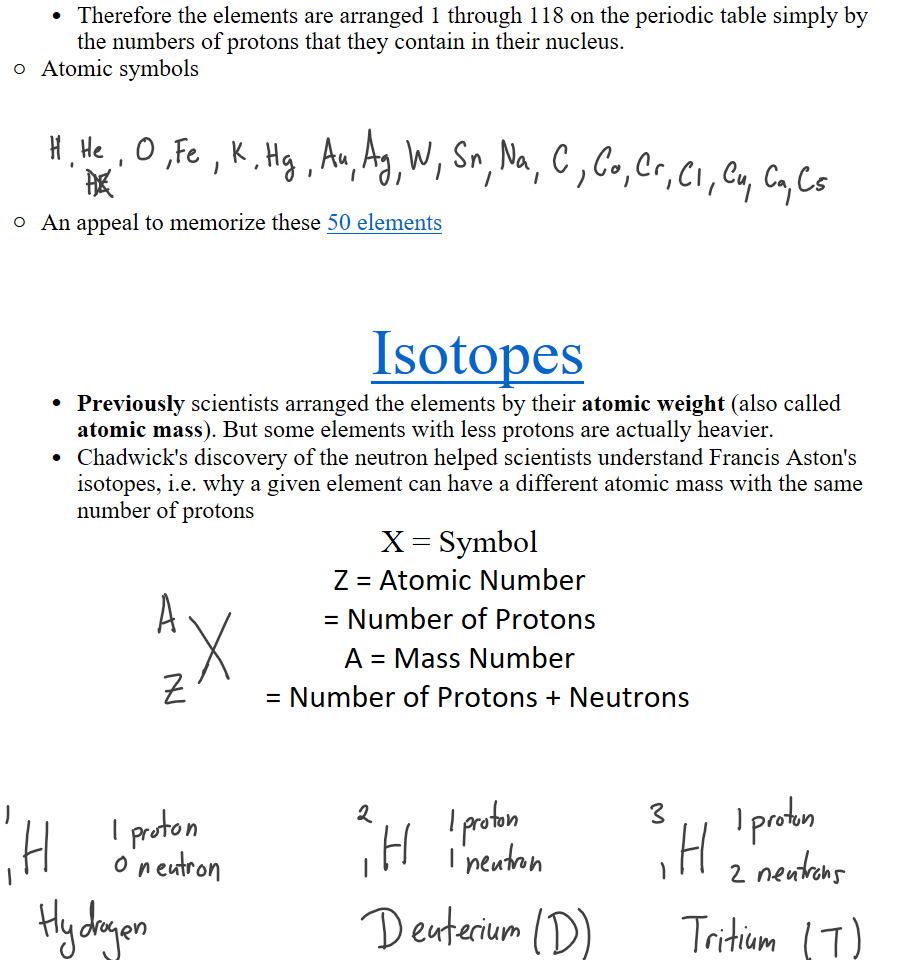 • Therefore the elements are arranged 1 through 118 on the periodic table simply by
the numbers of protons that they contain in their nucleus.
○ Atomic symbols
H, He, O, Fe, K, Hg, Au, Ag, W, Sn, Na, C, Co, Cr, Cl, Cu, Ca, Cs
○ An appeal to memorize these 50 elements
Isotopes
• Previously scientists arranged the elements by their atomic weight (also called
atomic mass). But some elements with less protons are actually heavier.
• Chadwick's discovery of the neutron helped scientists understand Francis Aston's
isotopes, i.e. why a given element can have a different atomic mass with the same
number of protons
X = Symbol
Z = Atomic Number
= Number of Protons
A = Mass Number
= Number of Protons + Neutrons
A
X
Z
1
1 H
1 proton
0 neutron
Hydrogen
2
1 H
1 proton
1 neutron
Deuterium (D)
3
1 H
1 proton
2 neutrons
Tritium (T)